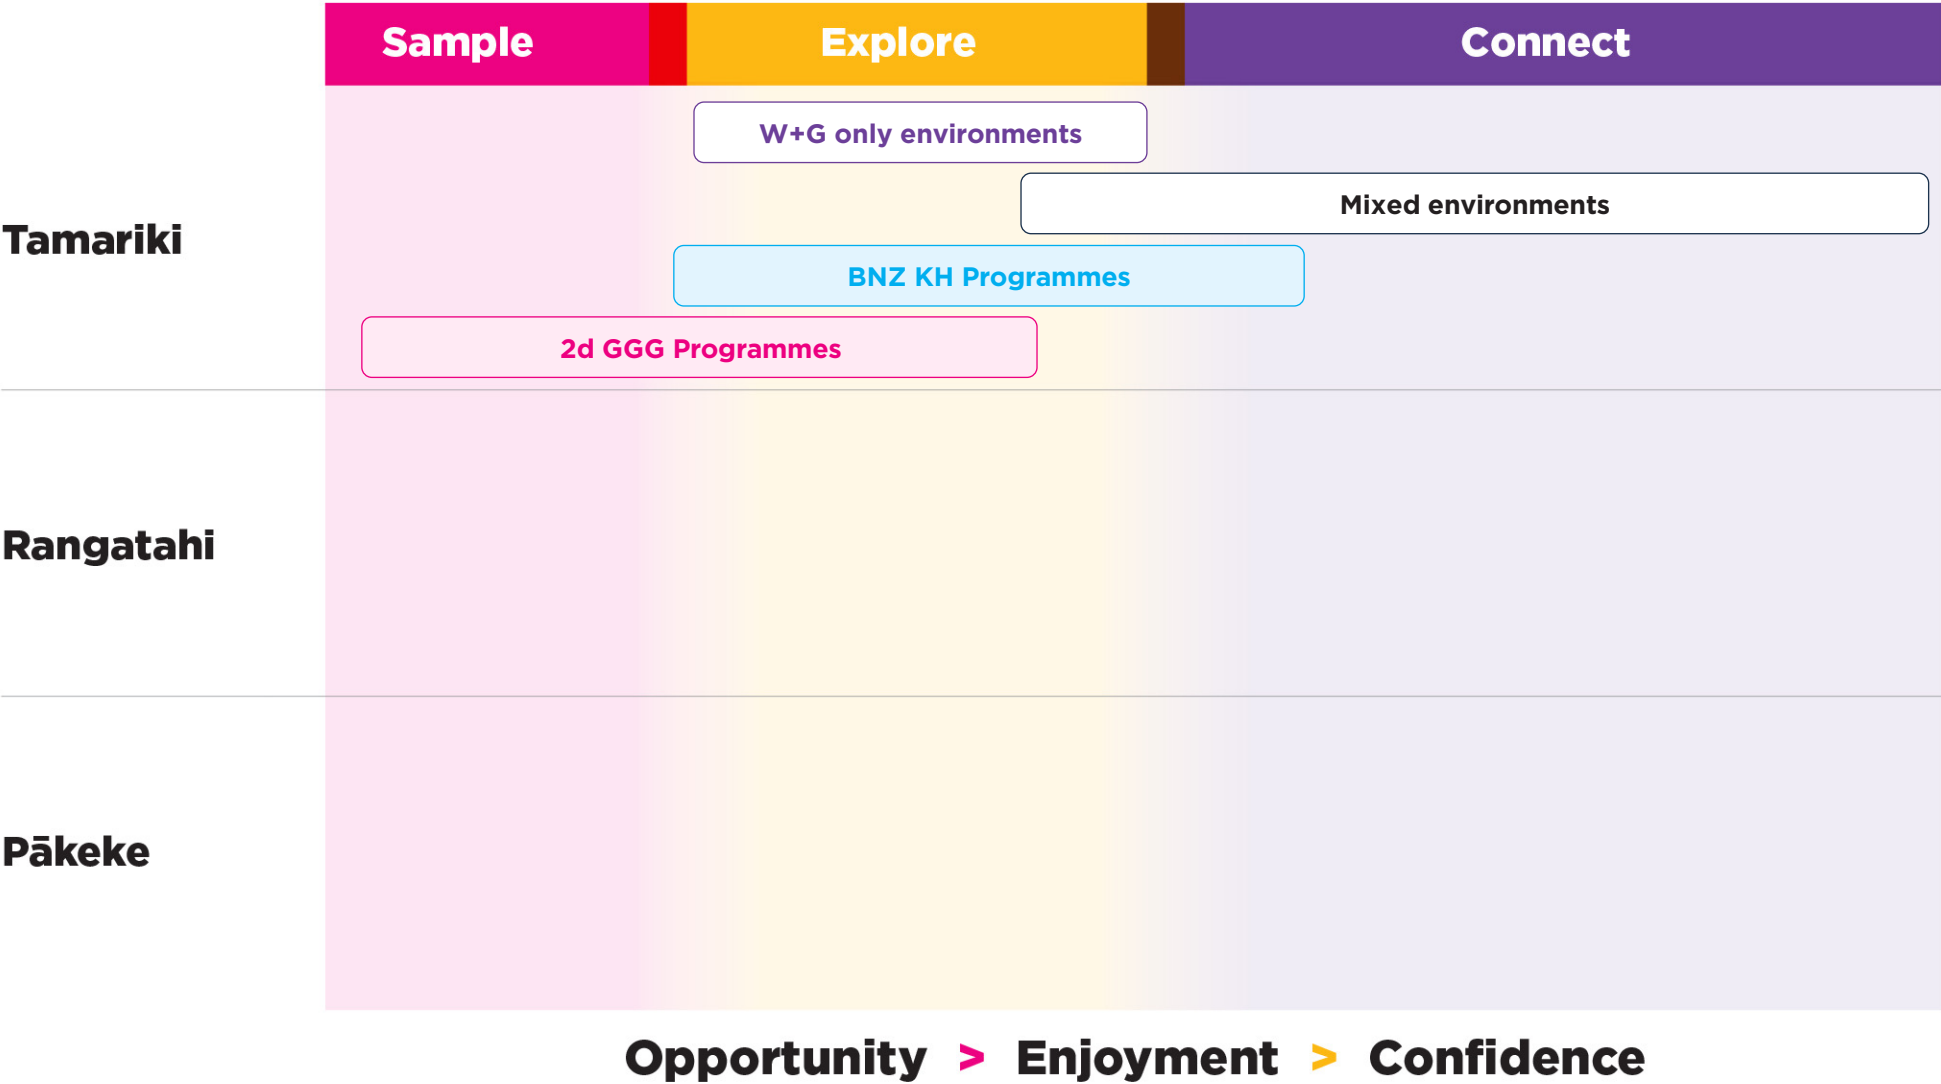 Sample Explore Connect
W+G only environments
Mixed environments
Tamariki
BNZ KH Programmes
2d GGG Programmes
Rangatahi
Pākeke
Opportunity > Enjoyment > Confidence